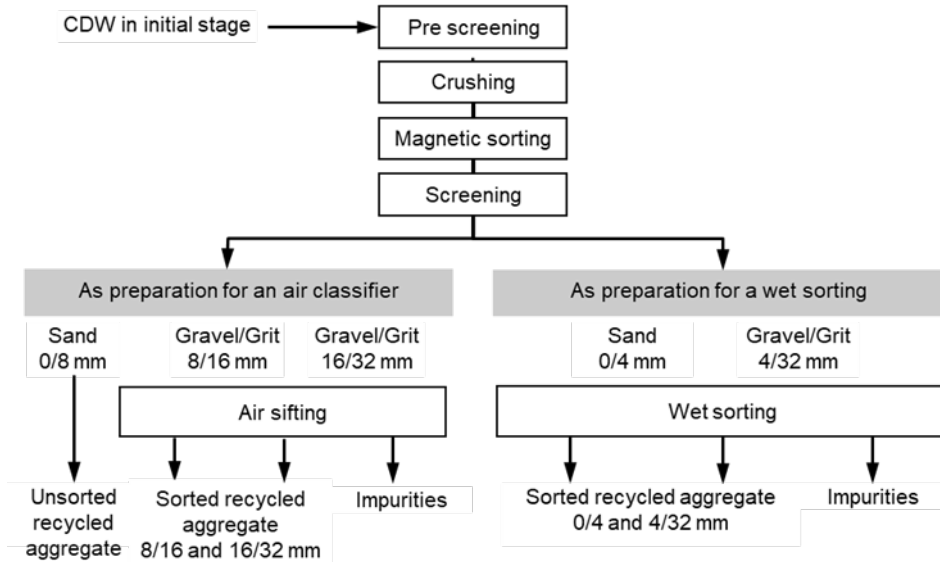 CDW in initial stage
Pre screening
Crushing
Magnetic sorting
Screening
As preparation for an air classifier
As preparation for a wet sorting
Sand
0/8 mm
Gravel/Grit
8/16 mm
Gravel/Grit
16/32 mm
Sand
0/4 mm
Gravel/Grit
4/32 mm
Air sifting
Wet sorting
Unsorted
recycled
aggregate
Sorted recycled
aggregate
8/16 and 16/32 mm
Impurities
Sorted recycled aggregate
0/4 and 4/32 mm
Impurities